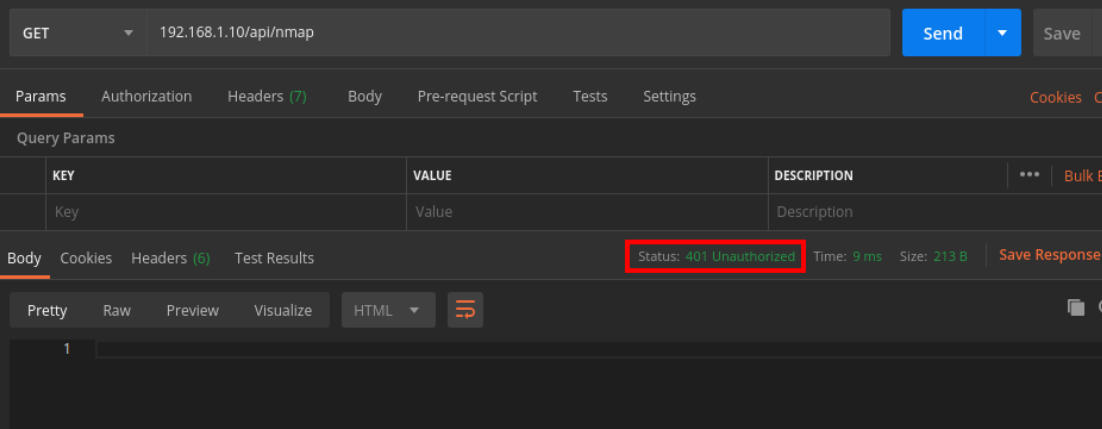 GET 192.168.1.10/api/nmap Send Save
Params Authorization Headers (7) Body Pre-request Script Tests Settings Cookies C
Query Params
KEY VALUE DESCRIPTION ••• Bulk E
Key Value Description
Body Cookies Headers (6) Test Results Status: 401 Unauthorized Time: 9 ms Size: 213 B Save Response
Pretty Raw Preview Visualize HTML
1